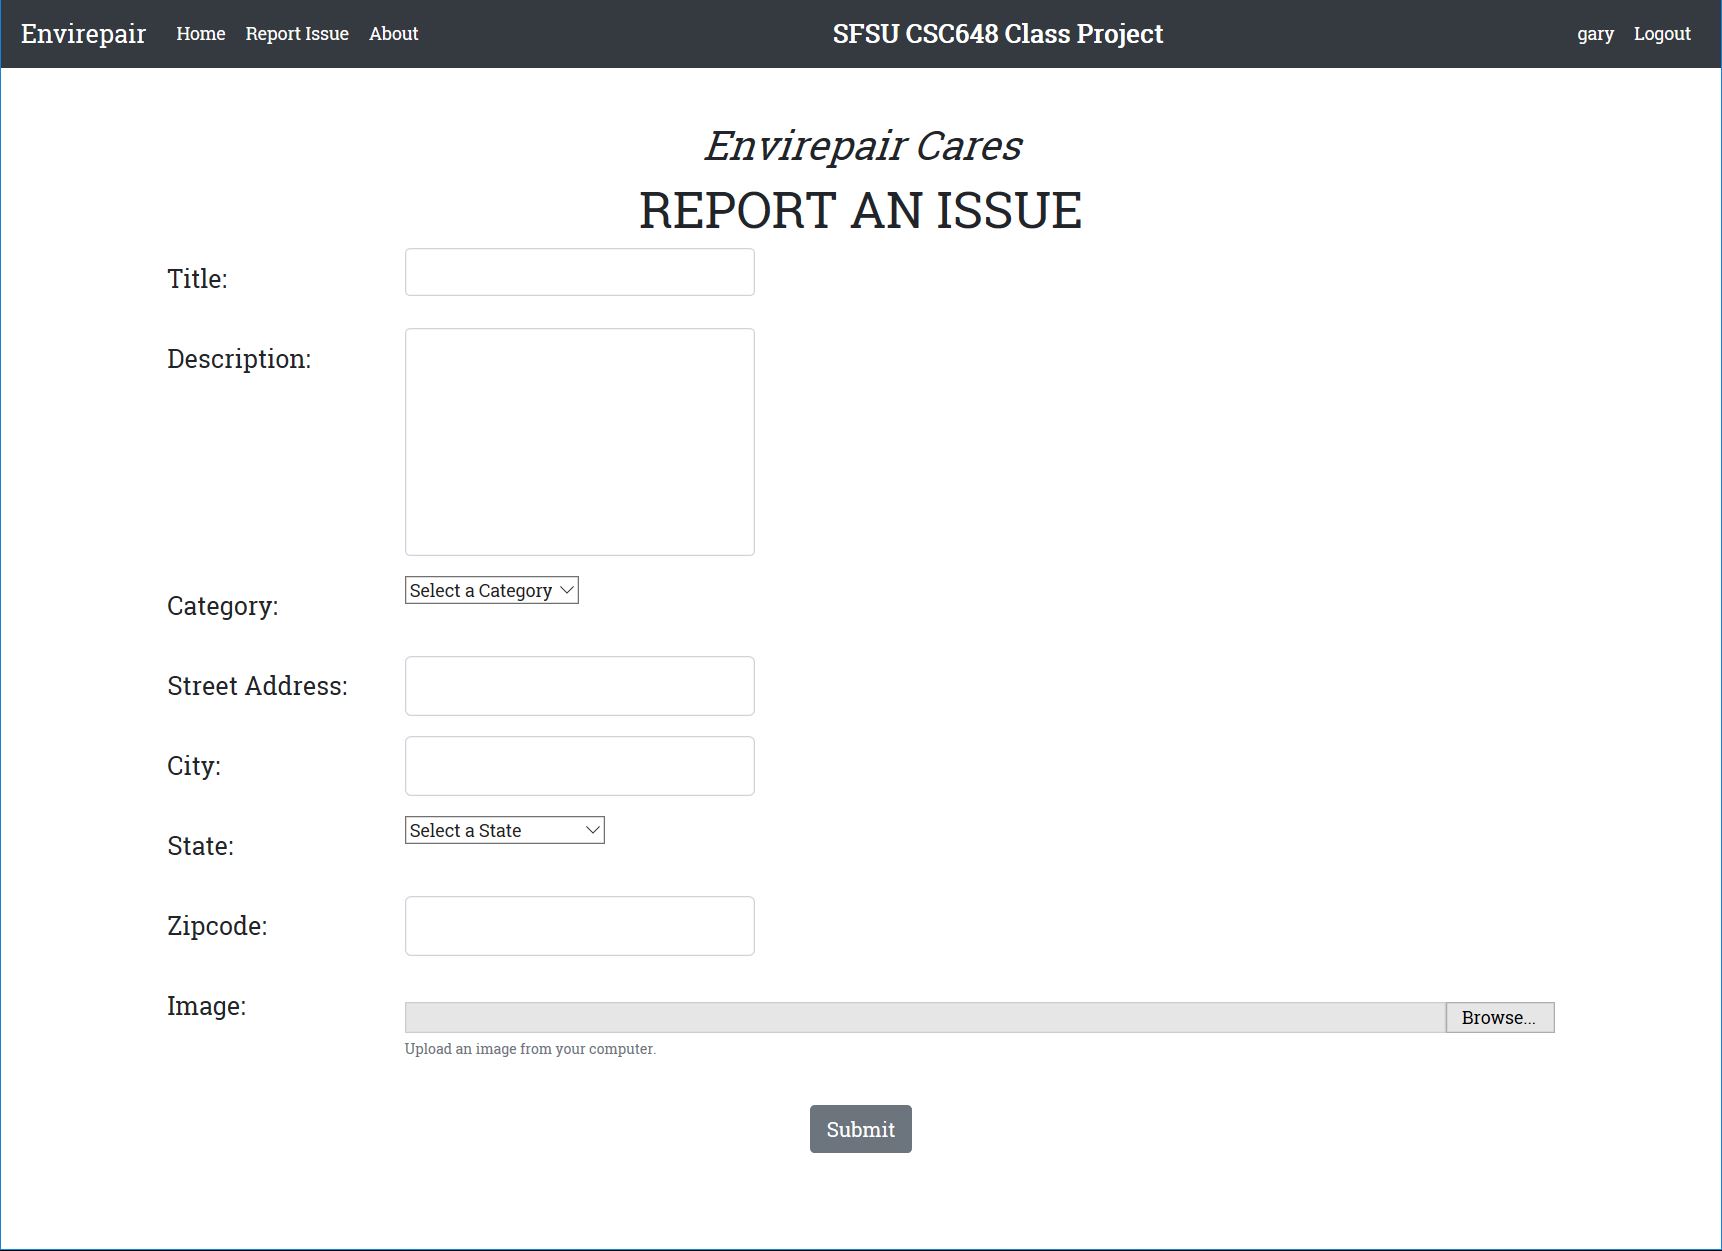 Envirepair Home Report Issue About SFSU CSC648 Class Project gary Logout
Envirepair Cares
REPORT AN ISSUE
Title:
Description:
Category: Select a Category
Street Address:
City:
State: Select a State
Zipcode:
Image: Browse...
Upload an image from your computer.
Submit